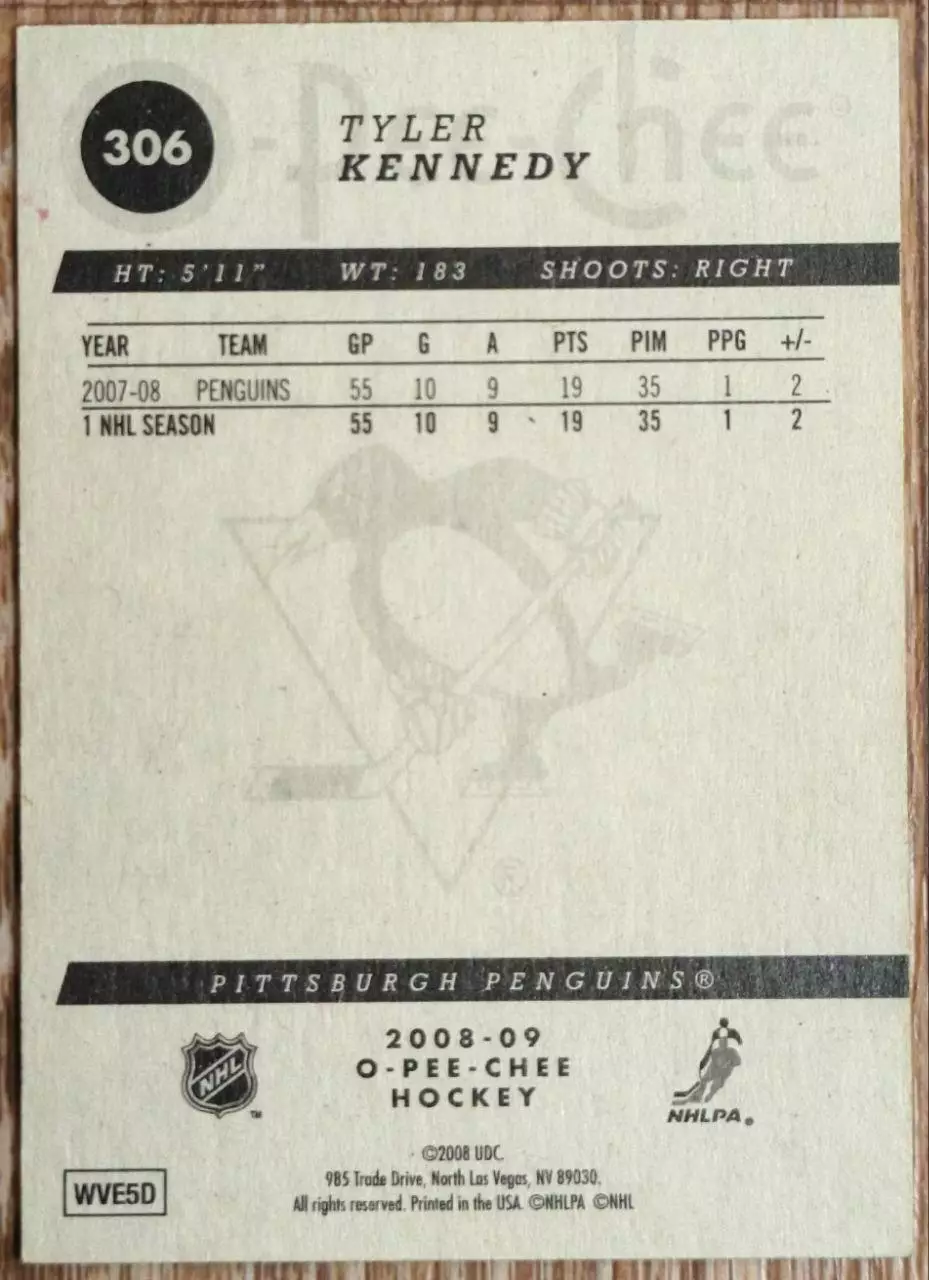 O-Pee-Chee®
306
TYLER
KENNEDY
HT: 5'11" WT: 183 SHOOTS: RIGHT
YEAR TEAM GP G A PTS PIM PPG +/-
2007-08 PENGUINS 55 10 9 19 35 1 2
1 NHL SEASON 55 10 9 19 35 1 2
®
PITTSBURGH PENGUINS®
2008-09
O-PEE-CHEE
HOCKEY
NHL
™
NHLPA®
©2008 UDC.
985 Trade Drive, North Las Vegas, NV 89030.
All rights reserved. Printed in the USA ©NHLPA ©NHL
WVE5D